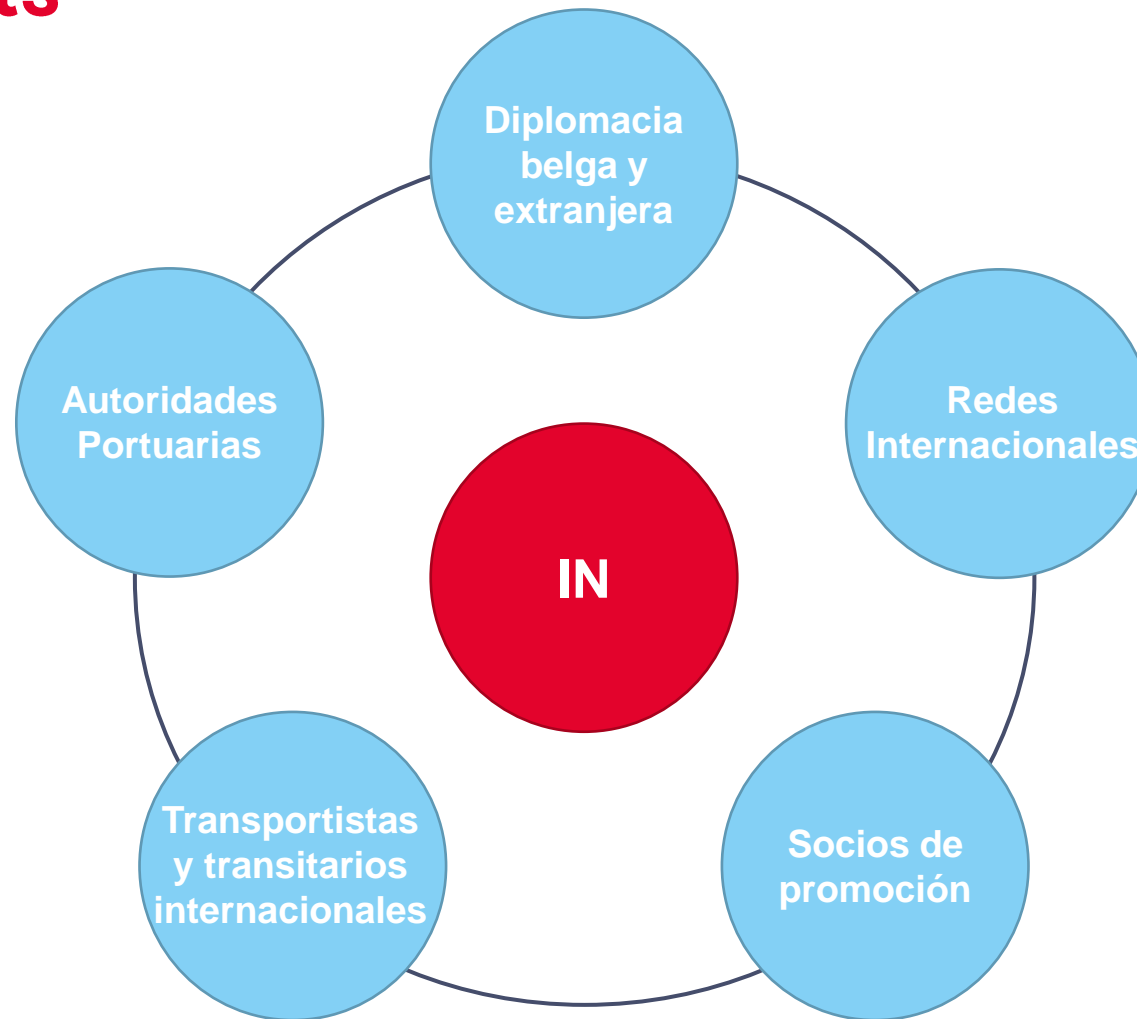 Diplomacia
belga y
extranjera
Autoridades
Portuarias
Redes
Internacionales
IN
Transportistas
y transitarios
internacionales
Socios de
promoción